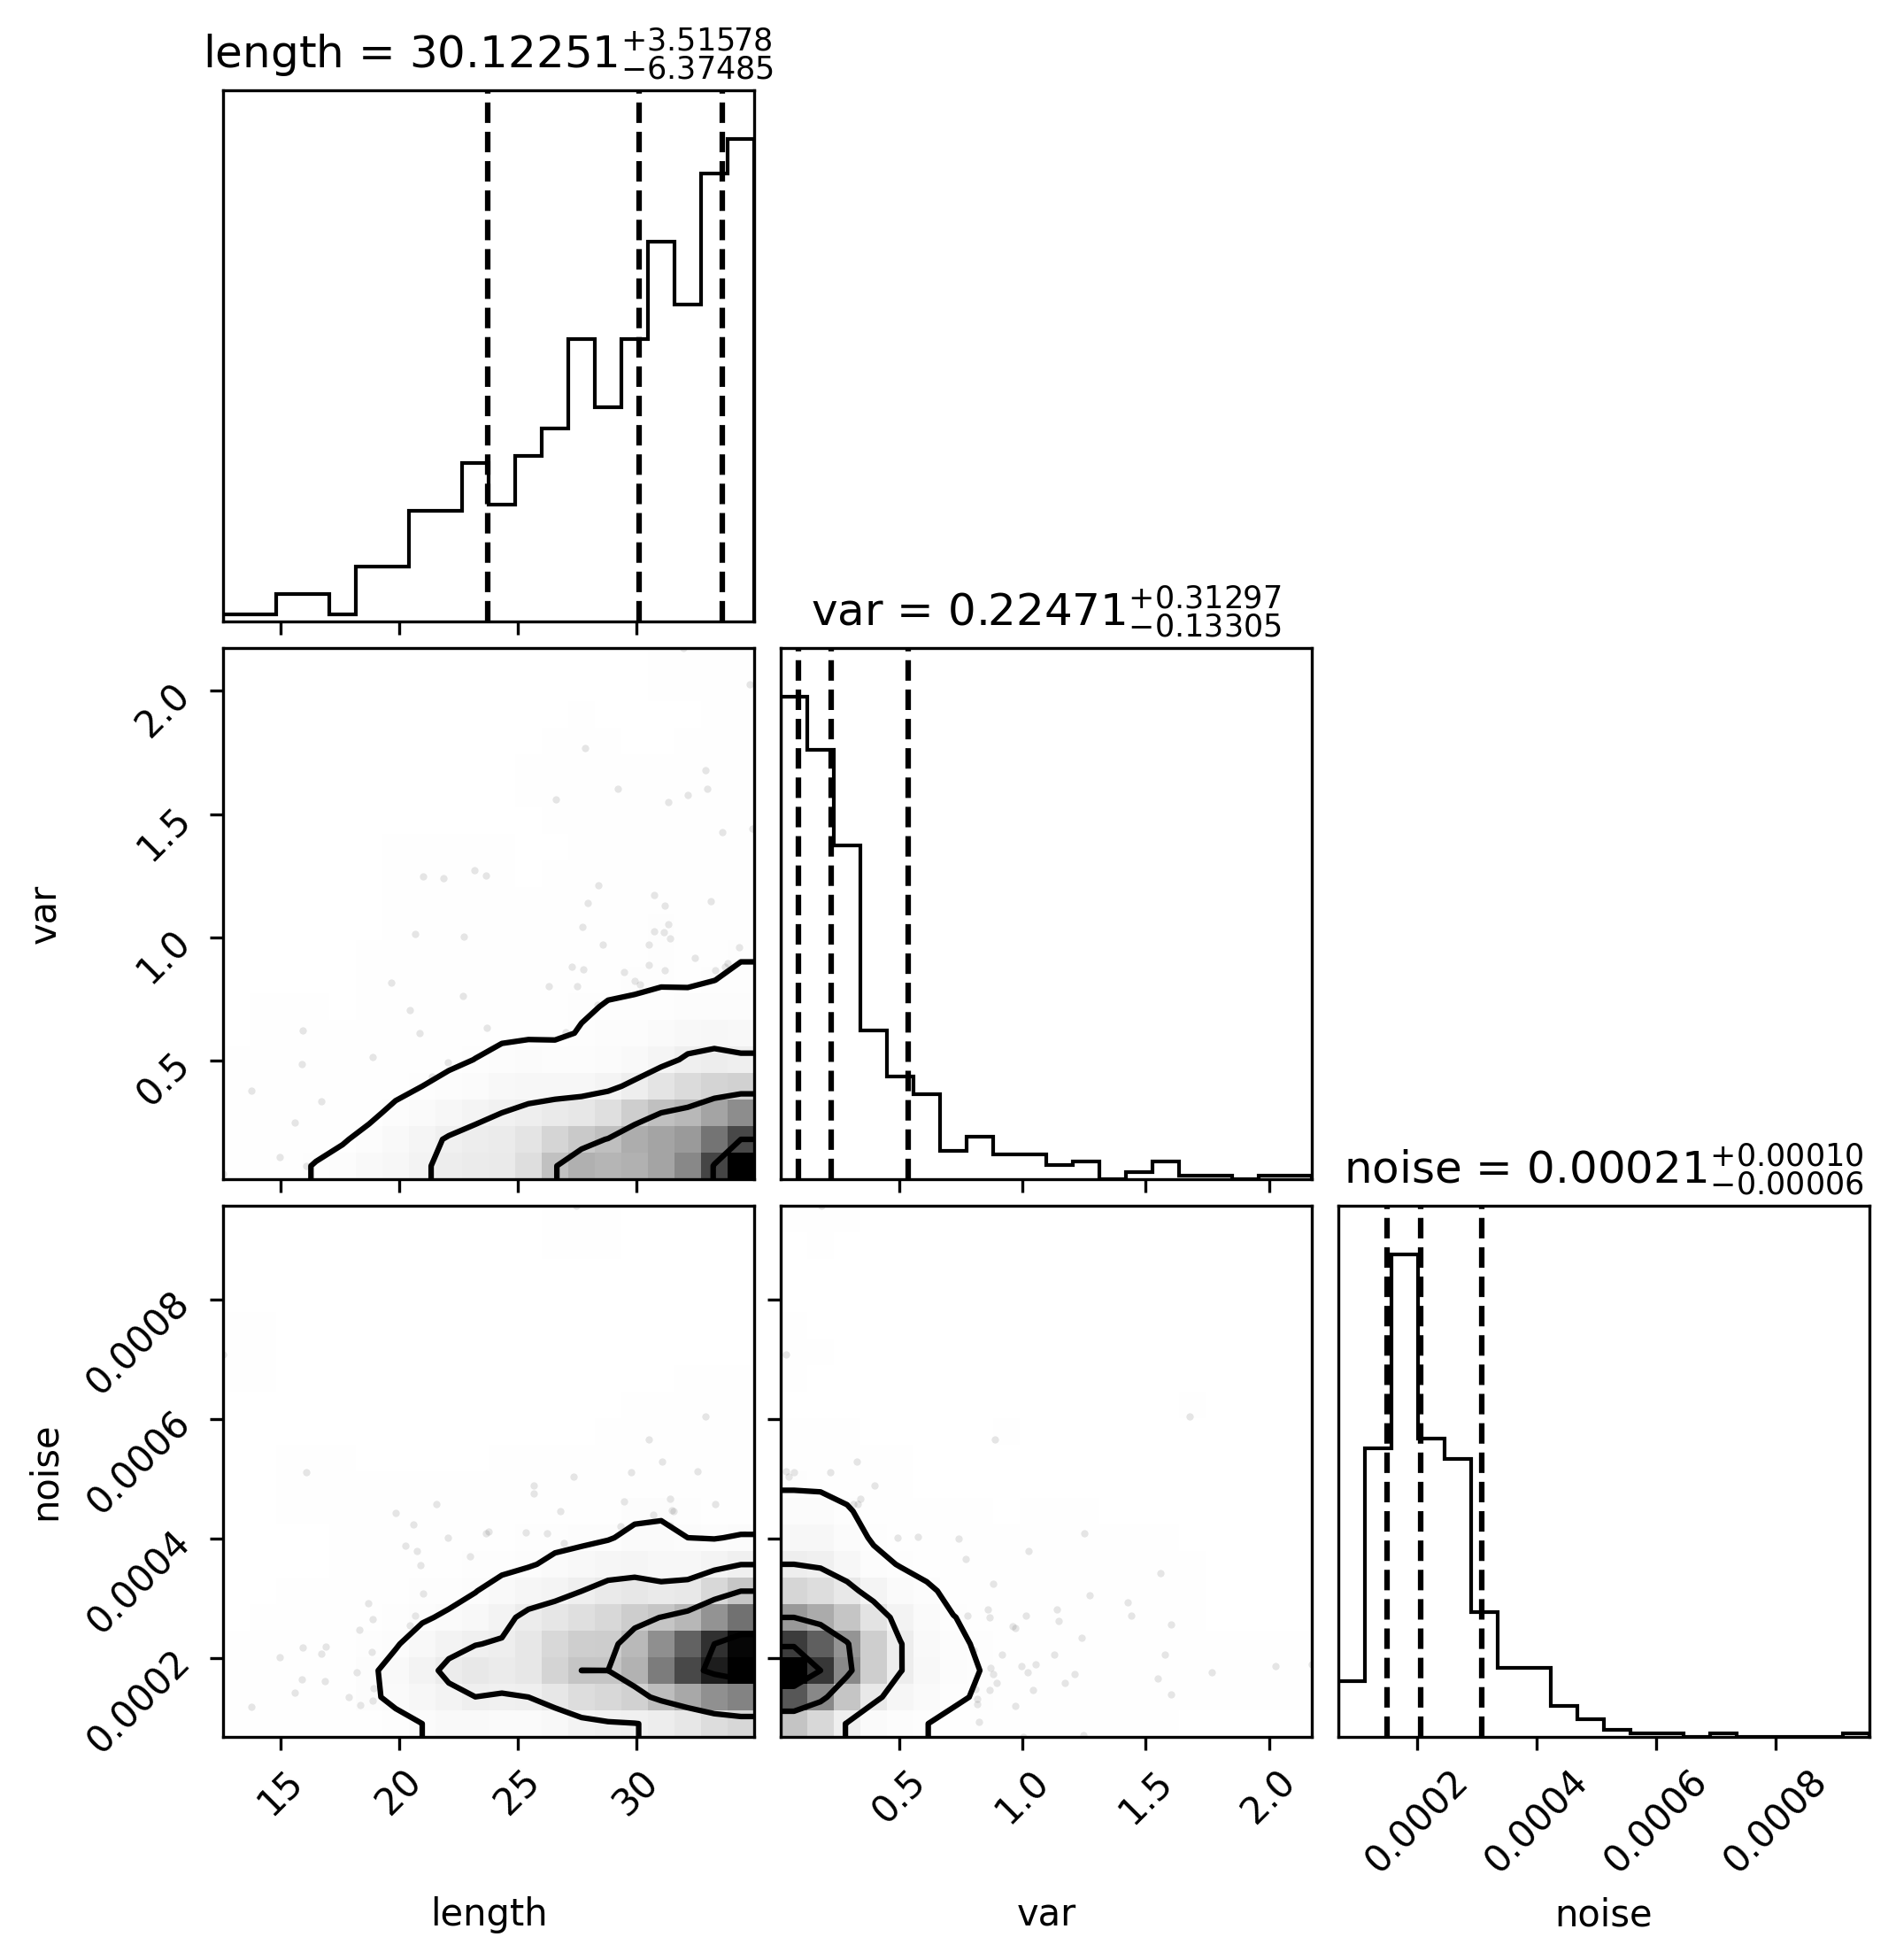 length = 30.12251 +3.51578 −6.37485
var = 0.22471 +0.31297 −0.13305
2.0
1.5
1.0
0.5
var
noise = 0.00021 +0.00010 −0.00006
0.0008
0.0006
0.0004
0.0002
noise
15 20 25 30 0.5 1.0 1.5 2.0 0.0002 0.0004 0.0006 0.0008
length var noise